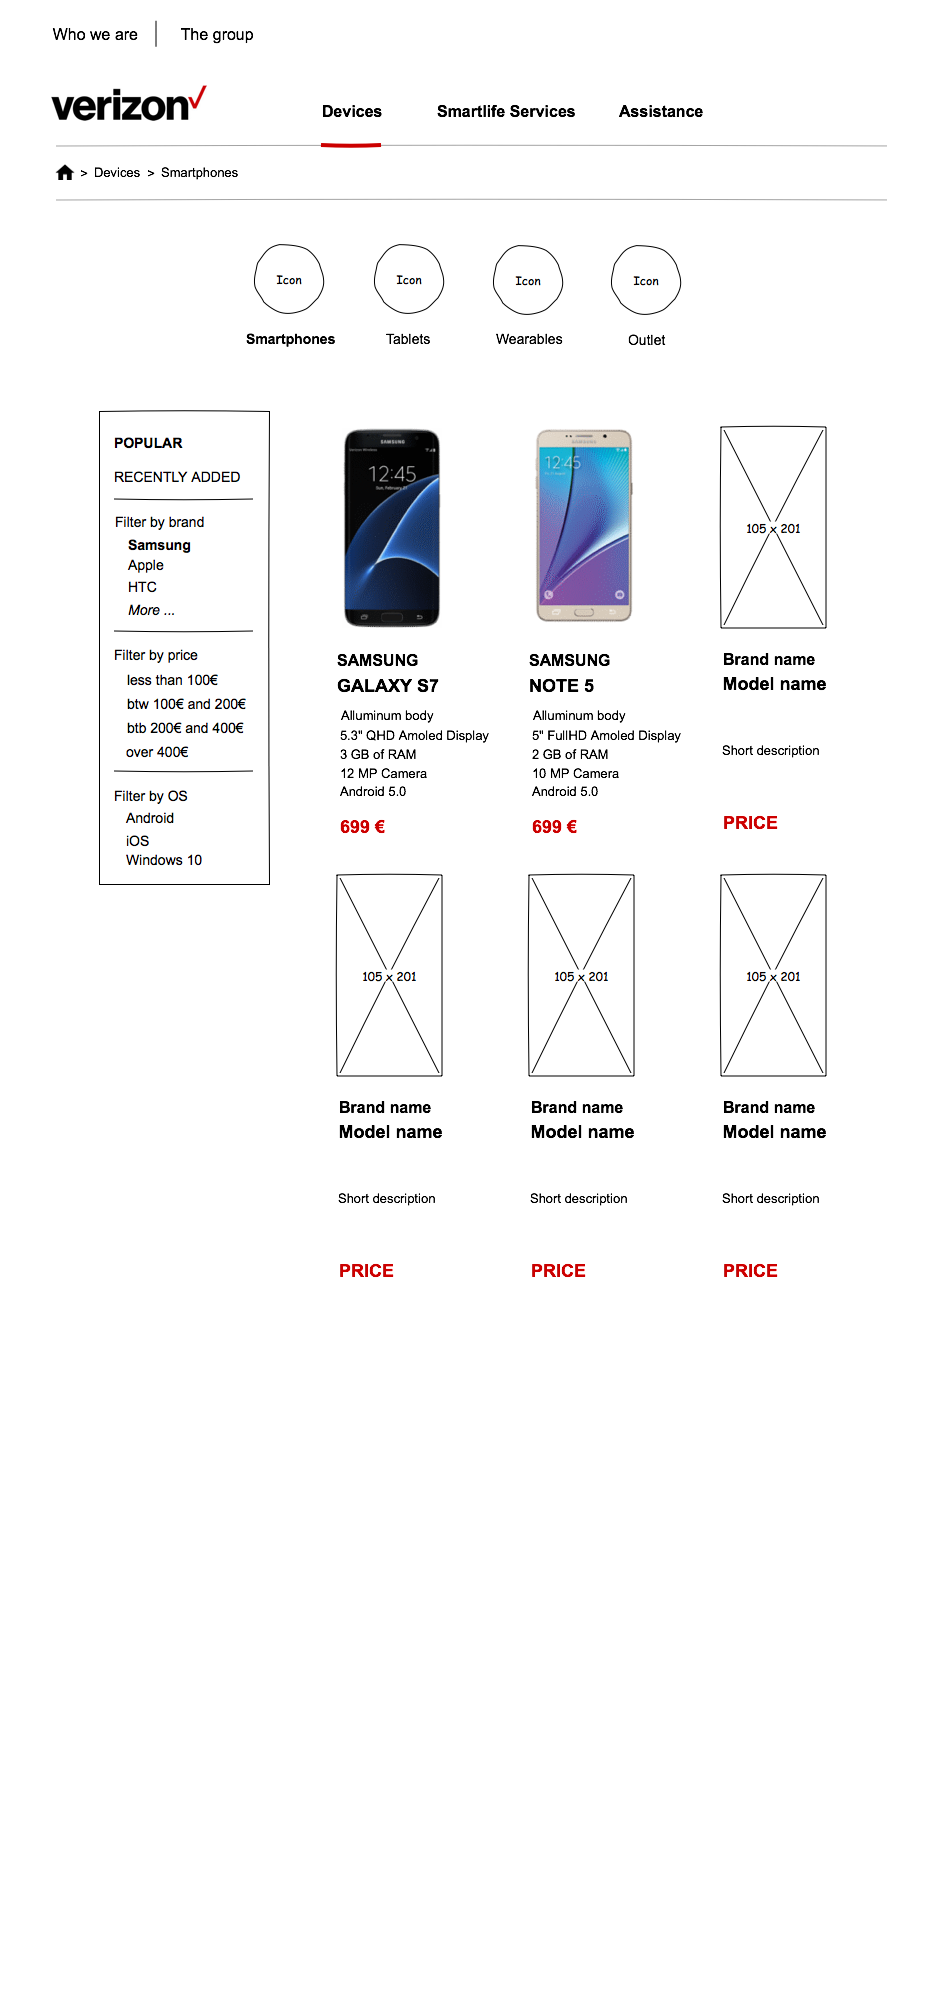 Who we are
The group
verizon
Devices
Smartlife Services
Assistance
> Devices > Smartphones
Icon
Icon
Icon
Icon
Smartphones
Tablets
Wearables
Outlet
POPULAR
RECENTLY ADDED
Filter by brand
Samsung
Apple
HTC
More ...
Filter by price
less than 100€
btw 100€ and 200€
btb 200€ and 400€
over 400€
Filter by OS
Android
iOS
Windows 10
SAMSUNG
12:45
SAMSUNG
GALAXY S7
Alluminum body
5.3" QHD Amoled Display
3 GB of RAM
12 MP Camera
Android 5.0
699 €
SAMSUNG
12:45
SAMSUNG
NOTE 5
Alluminum body
5" FullHD Amoled Display
2 GB of RAM
10 MP Camera
Android 5.0
699 €
105 x 201
Brand name
Model name
Short description
PRICE
105 x 201
Brand name
Model name
Short description
PRICE
105 x 201
Brand name
Model name
Short description
PRICE
105 x 201
Brand name
Model name
Short description
PRICE